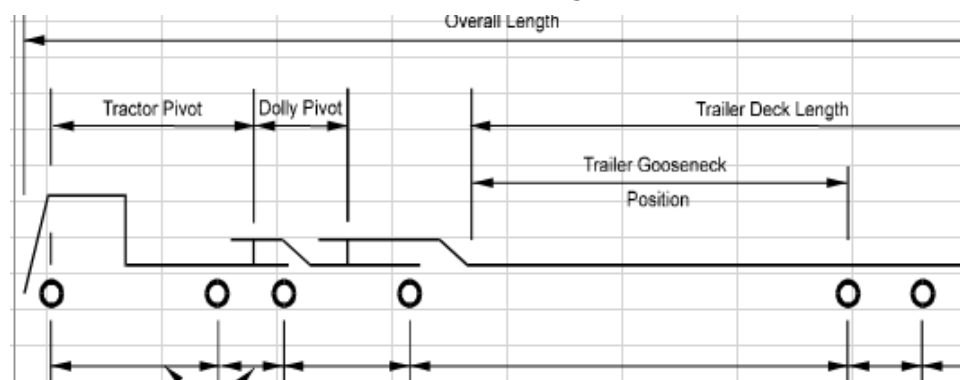 Overall Length
Tractor Pivot
Dolly Pivot
Trailer Deck Length
Trailer Gooseneck
Position